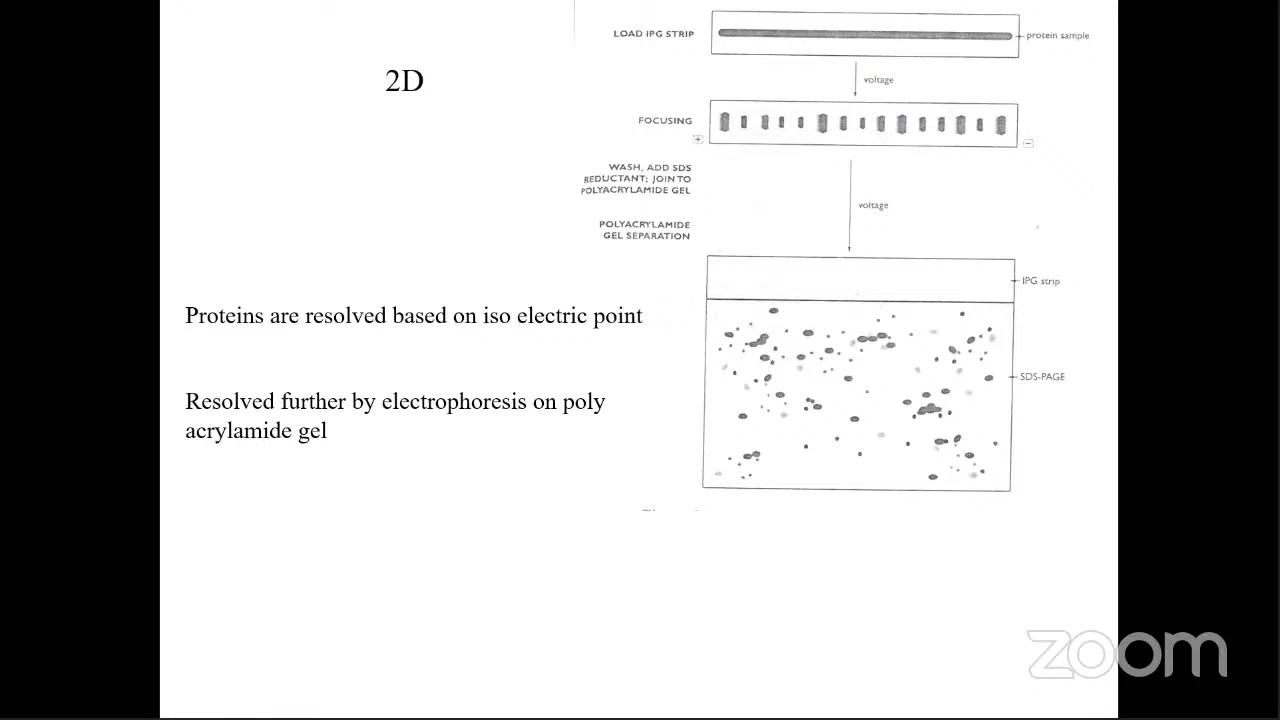 2D
LOAD IPG STRIP
protein sample
voltage
FOCUSING
+
−
WASH, ADD SDS
REDUCTANT; JOIN TO
POLYACRYLAMIDE GEL
voltage
POLYACRYLAMIDE
GEL SEPARATION
IPG strip
SDS-PAGE
Proteins are resolved based on iso electric point
Resolved further by electrophoresis on poly
acrylamide gel
zoom